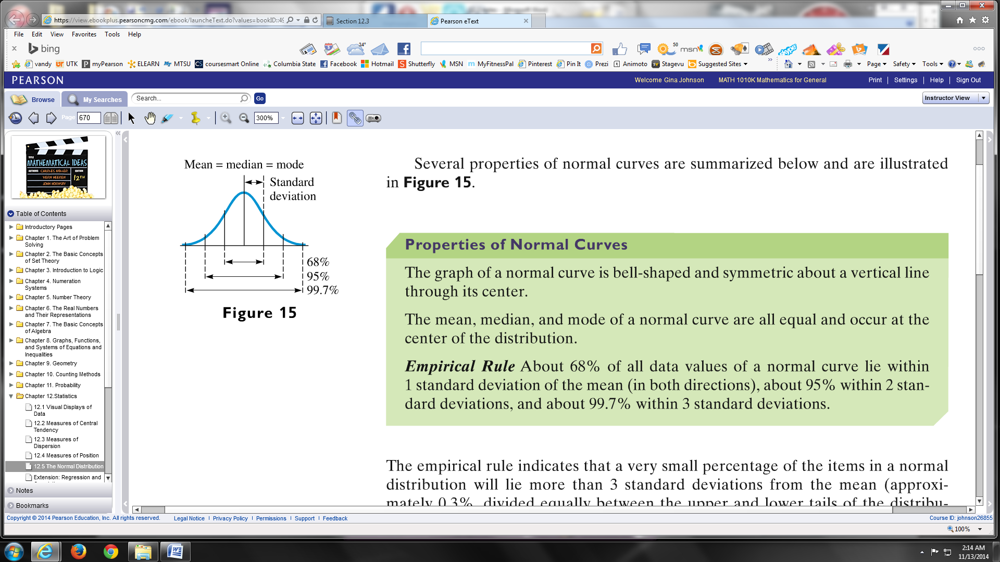 https://view.ebookplus.pearsoncmg.com/ebook/launcheText.do?values=bookID::49
Section 12.3
Pearson eText
File Edit View Favorites Tools Help
bing
34°
50
msn
skype
vandy UTK myPearson ELEARN MTSU coursesmart Online Columbia State Facebook Hotmail Shutterfly MSN MyFitnessPal Pinterest Pin It Prezi Animoto Stagevu Suggested Sites Page Safety Tools
PEARSON
Welcome Gina Johnson MATH 1010K Mathematics for General Print Settings Help Sign Out
Browse My Searches Search... Go
Instructor View
Page 670 300%
TITLE
MATHEMATICAL IDEAS
AUTHORS CHARLES MILLER EDITION
VERN HEEREN 12TH
JOHN HORNSBY
Table of Contents
Introductory Pages
Chapter 1. The Art of Problem
Solving
Chapter 2. The Basic Concepts
of Set Theory
Chapter 3. Introduction to Logic
Chapter 4. Numeration
Systems
Chapter 5. Number Theory
Chapter 6. The Real Numbers
and Their Representations
Chapter 7. The Basic Concepts
of Algebra
Chapter 8. Graphs, Functions,
and Systems of Equations and
Inequalities
Chapter 9. Geometry
Chapter 10. Counting Methods
Chapter 11. Probability
Chapter 12.Statistics
12.1 Visual Displays of
Data
12.2 Measures of Central
Tendency
12.3 Measures of
Dispersion
12.4 Measures of Position
12.5 The Normal Distribution
Extension: Regression and
Notes
Bookmarks
Mean = median = mode
Standard
deviation
68%
95%
99.7%
Figure 15
Several properties of normal curves are summarized below and are illustrated
in Figure 15.
Properties of Normal Curves
The graph of a normal curve is bell-shaped and symmetric about a vertical line
through its center.
The mean, median, and mode of a normal curve are all equal and occur at the
center of the distribution.
Empirical Rule About 68% of all data values of a normal curve lie within
1 standard deviation of the mean (in both directions), about 95% within 2 stan-
dard deviations, and about 99.7% within 3 standard deviations.
The empirical rule indicates that a very small percentage of the items in a normal
distribution will lie more than 3 standard deviations from the mean (approxi-
mately 0.3%, divided equally between the upper and lower tails of the distribu-
Copyright © 2014 Pearson Education, Inc. All rights reserved. Legal Notice | Privacy Policy | Permissions | Support | Feedback
Course ID: johnson26855
100%
2:14 AM
11/13/2014